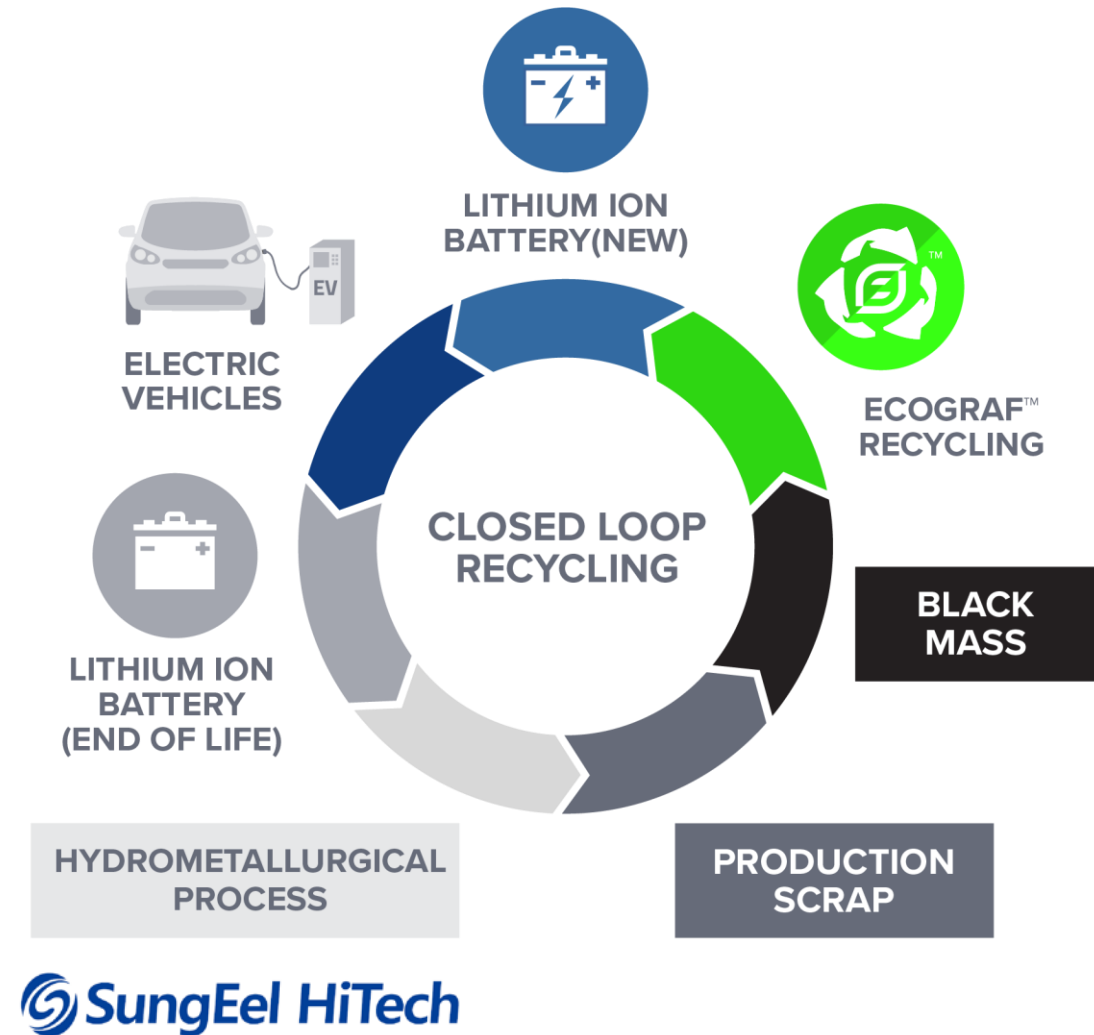 LITHIUM ION
BATTERY(NEW)
EV
ELECTRIC
VEHICLES
TM
ECOGRAF™
RECYCLING
CLOSED LOOP
RECYCLING
BLACK
MASS
LITHIUM ION
BATTERY
(END OF LIFE)
HYDROMETALLURGICAL
PROCESS
PRODUCTION
SCRAP
SungEel HiTech